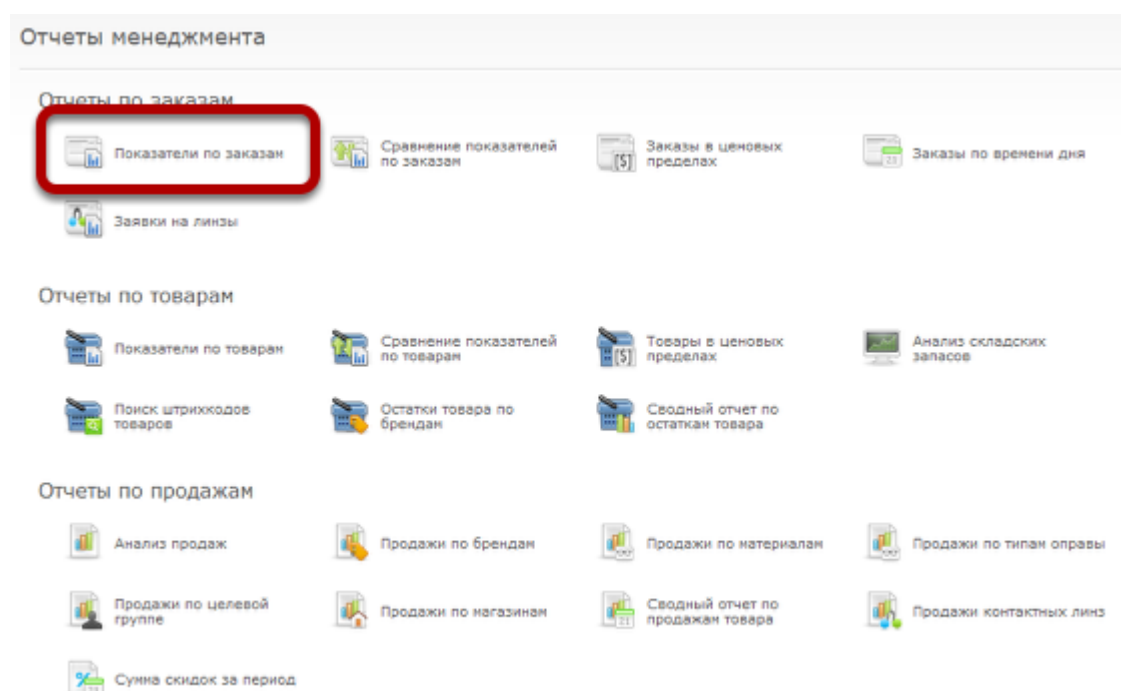 Отчеты менеджмента
Отчеты по заказам
Показатели по заказам
Сравнение показателей
по заказам
Заказы в ценовых
пределах
Заказы по времени дня
Заявки на линзы
Отчеты по товарам
Показатели по товарам
Сравнение показателей
по товарам
Товары в ценовых
пределах
Анализ складских
запасов
Поиск штрихкодов
товаров
Остатки товара по
брендам
Сводный отчет по
остаткам товара
Отчеты по продажам
Анализ продаж
Продажи по брендам
Продажи по материалам
Продажи по типам оправы
Продажи по целевой
группе
Продажи по магазинам
Сводный отчет по
продажам товара
Продажи контактных линз
Сумма скидок за период